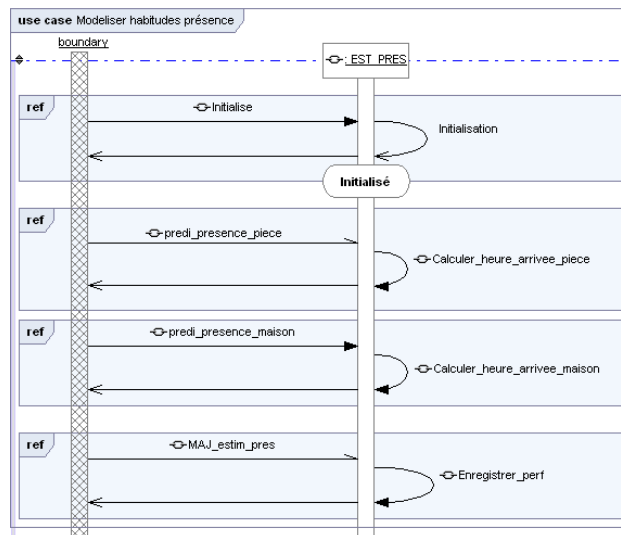 use case Modeliser habitudes présence
boundary
: EST_PRES
ref
Initialise
Initialisation
Initialisé
ref
predi_presence_piece
Calculer_heure_arrivee_piece
ref
predi_presence_maison
Calculer_heure_arrivee_maison
ref
MAJ_estim_pres
Enregistrer_perf